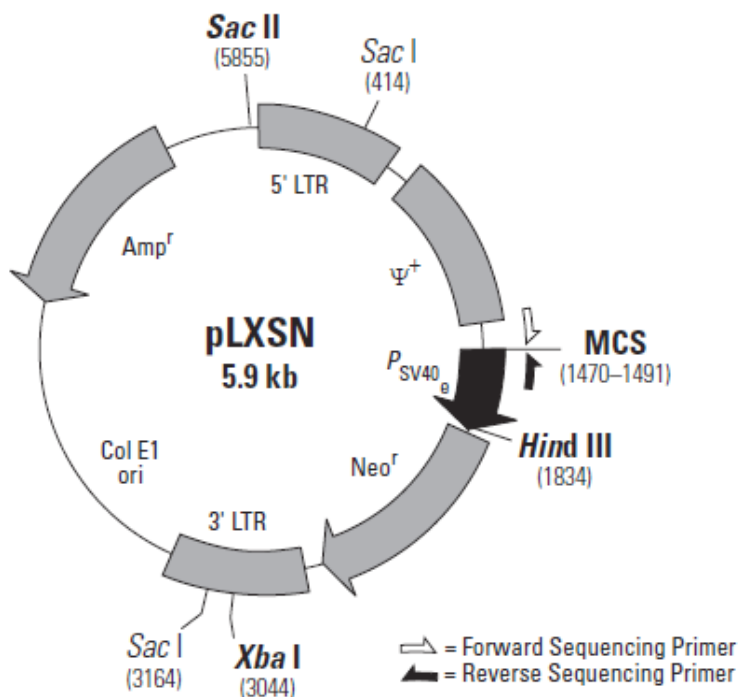 Sac II
(5855)
Sac I
(414)
5' LTR
Ampʳ
Ψ⁺
pLXSN
5.9 kb
P SV40 e
MCS
(1470–1491)
Hind III
(1834)
Neoʳ
Col E1
ori
3' LTR
Sac I
(3164)
Xba I
(3044)
= Forward Sequencing Primer
= Reverse Sequencing Primer